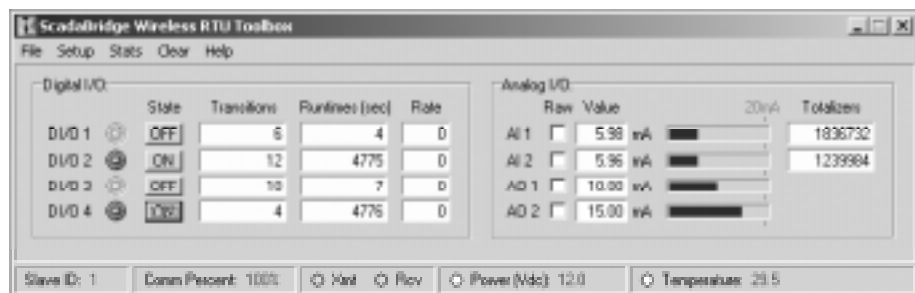 ScadaBridge Wireless RTU Toolbox
File Setup Stats Clear Help
Digital I/O:
State Transitions Runtimes (sec) Rate
DI/O 1 OFF 6 4 0
DI/O 2 ON 12 4775 0
DI/O 3 OFF 10 7 0
DI/O 4 ON 4 4776 0
Analog I/O:
Raw Value 20mA Totalizers
AI 1 5.98 mA 1836732
AI 2 5.96 mA 1239984
AO 1 10.00 mA
AO 2 15.00 mA
Slave ID: 1 Comm Percent: 100% Xmt Rcv Power (Vdc): 12.0 Temperature: 29.5